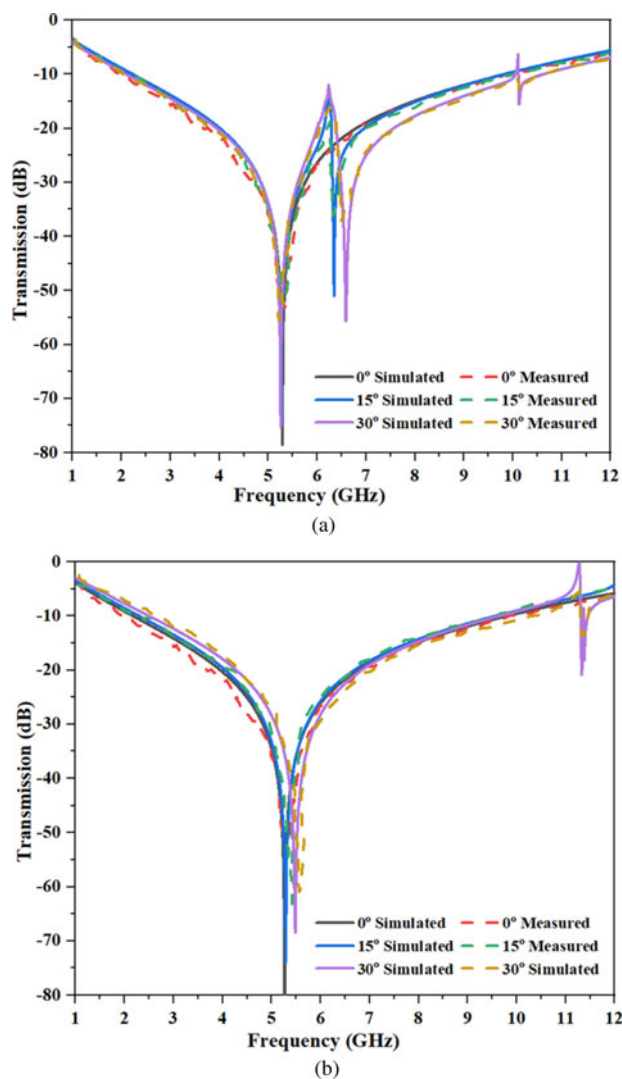 0
-10
-20
-30
-40
-50
-60
-70
-80
Transmission (dB)
0° Simulated 0° Measured
15° Simulated 15° Measured
30° Simulated 30° Measured
1 2 3 4 5 6 7 8 9 10 11 12
Frequency (GHz)
(a)
0
-10
-20
-30
-40
-50
-60
-70
-80
Transmission (dB)
0° Simulated 0° Measured
15° Simulated 15° Measured
30° Simulated 30° Simulated
1 2 3 4 5 6 7 8 9 10 11 12
Frequency (GHz)
(b)